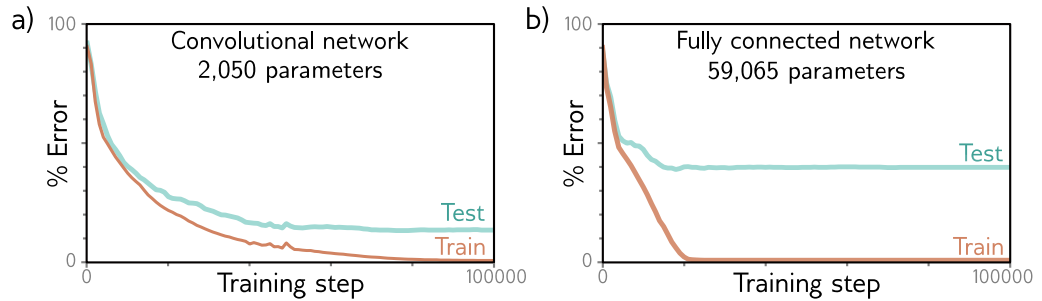 a)
100
Convolutional network
2,050 parameters
% Error
Test
Train
0
0
Training step
100000
b)
100
Fully connected network
59,065 parameters
% Error
Test
Train
0
0
Training step
100000